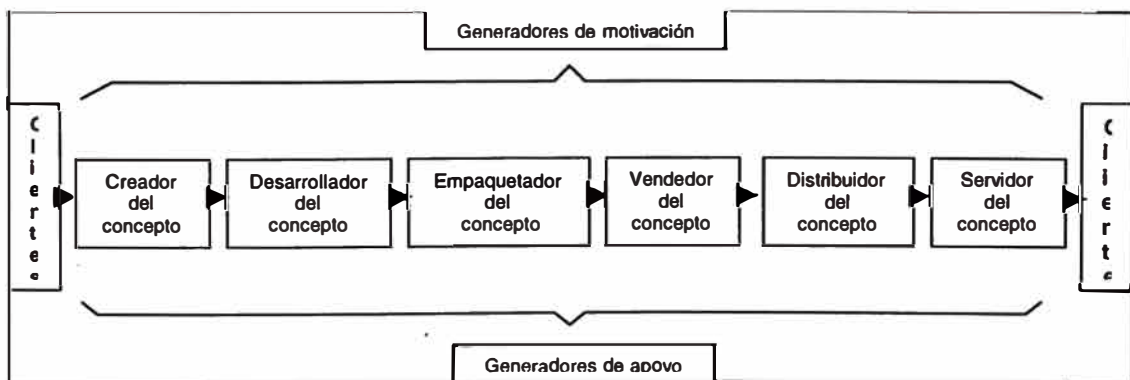 Generadores de motivación
Clientes
Creador
del
concepto
Desarrollador
del
concepto
Empaquetador
del
concepto
Vendedor
del
concepto
Distribuidor
del
concepto
Servidor
del
concepto
Generadores de apoyo